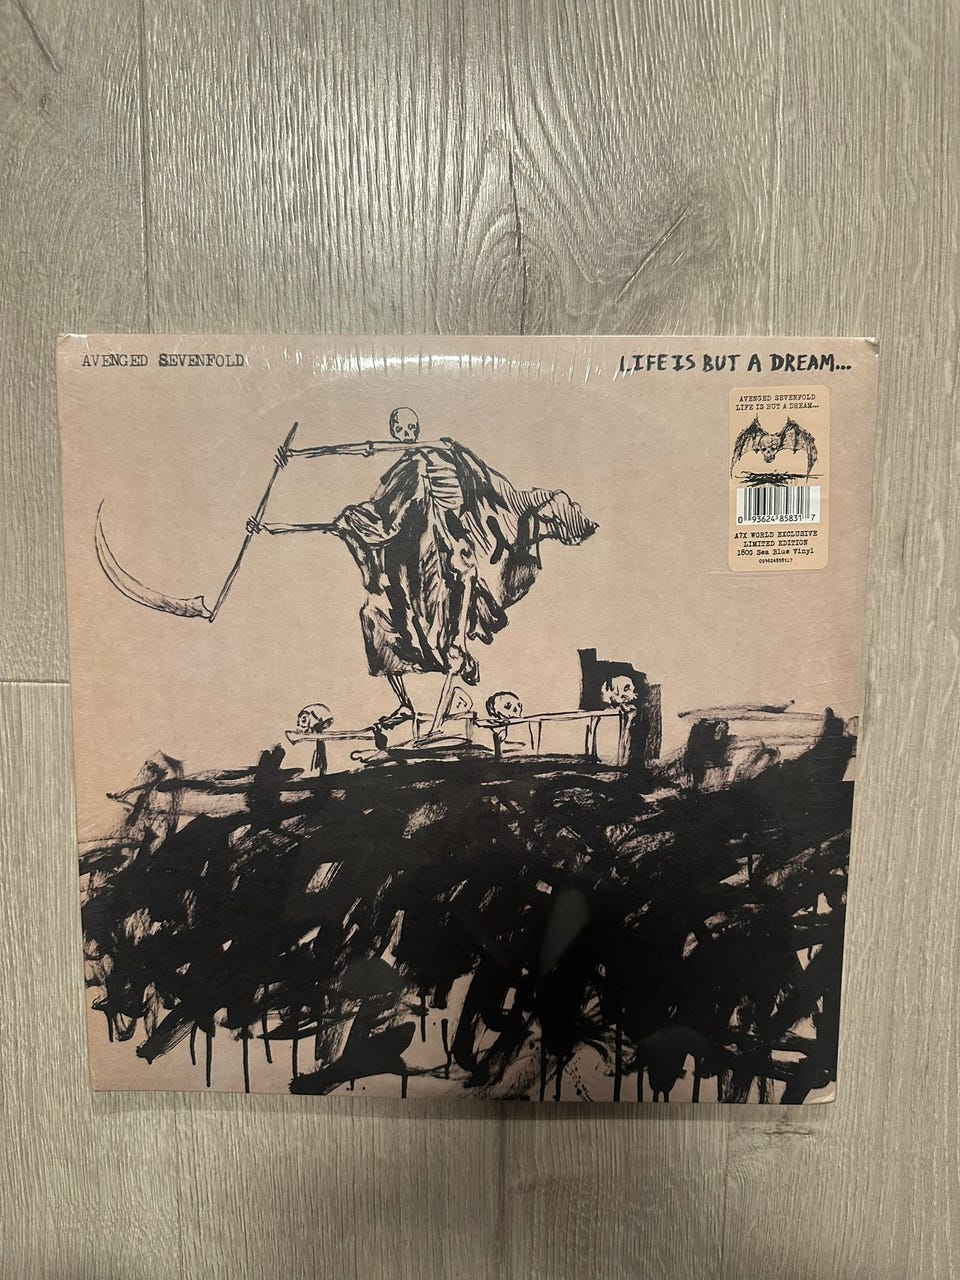 AVENGED SEVENFOLD
LIFE IS BUT A DREAM...
AVENGED SEVENFOLD
LIFE IS BUT A DREAM...
0 93624 85831 7
A7X WORLD EXCLUSIVE
LIMITED EDITION
180G Sea Blue Vinyl
093624858317